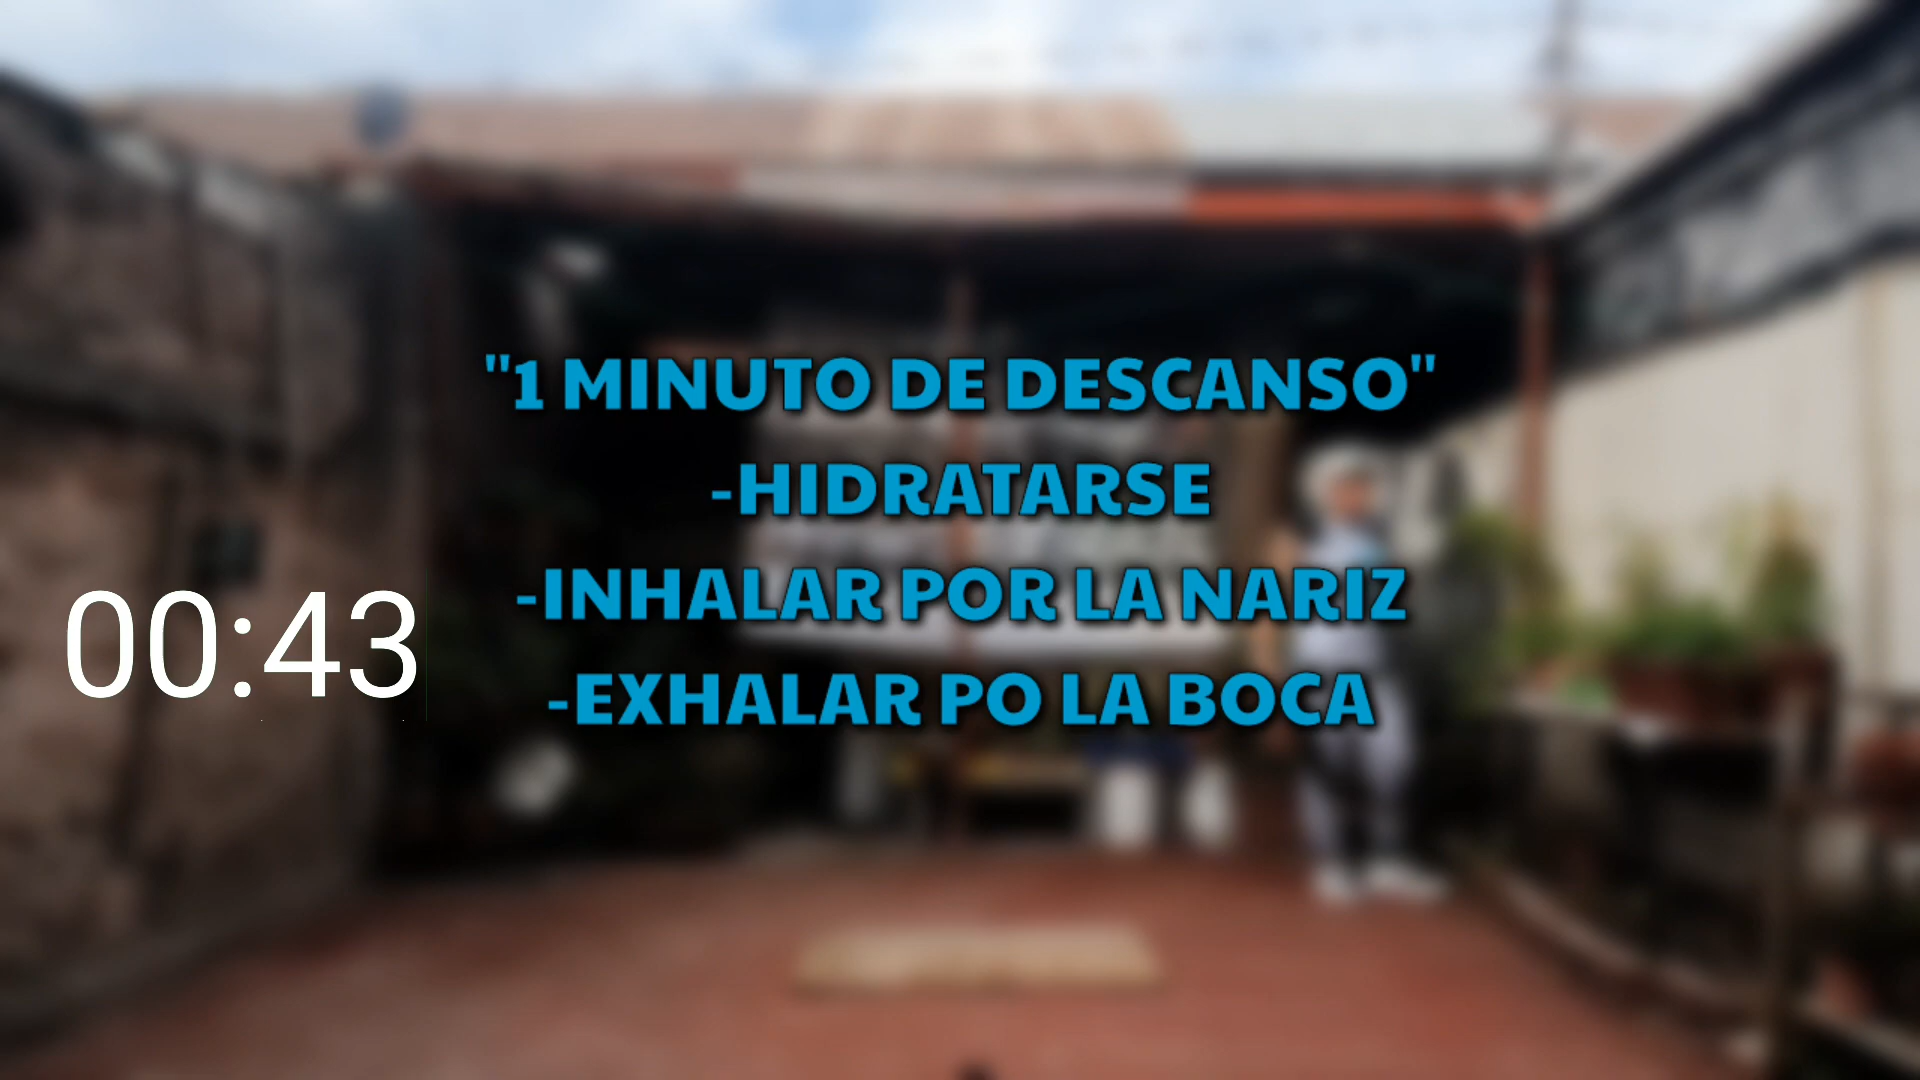 "1 MINUTO DE DESCANSO"
-HIDRATARSE
-INHALAR POR LA NARIZ
00:43
-EXHALAR PO LA BOCA